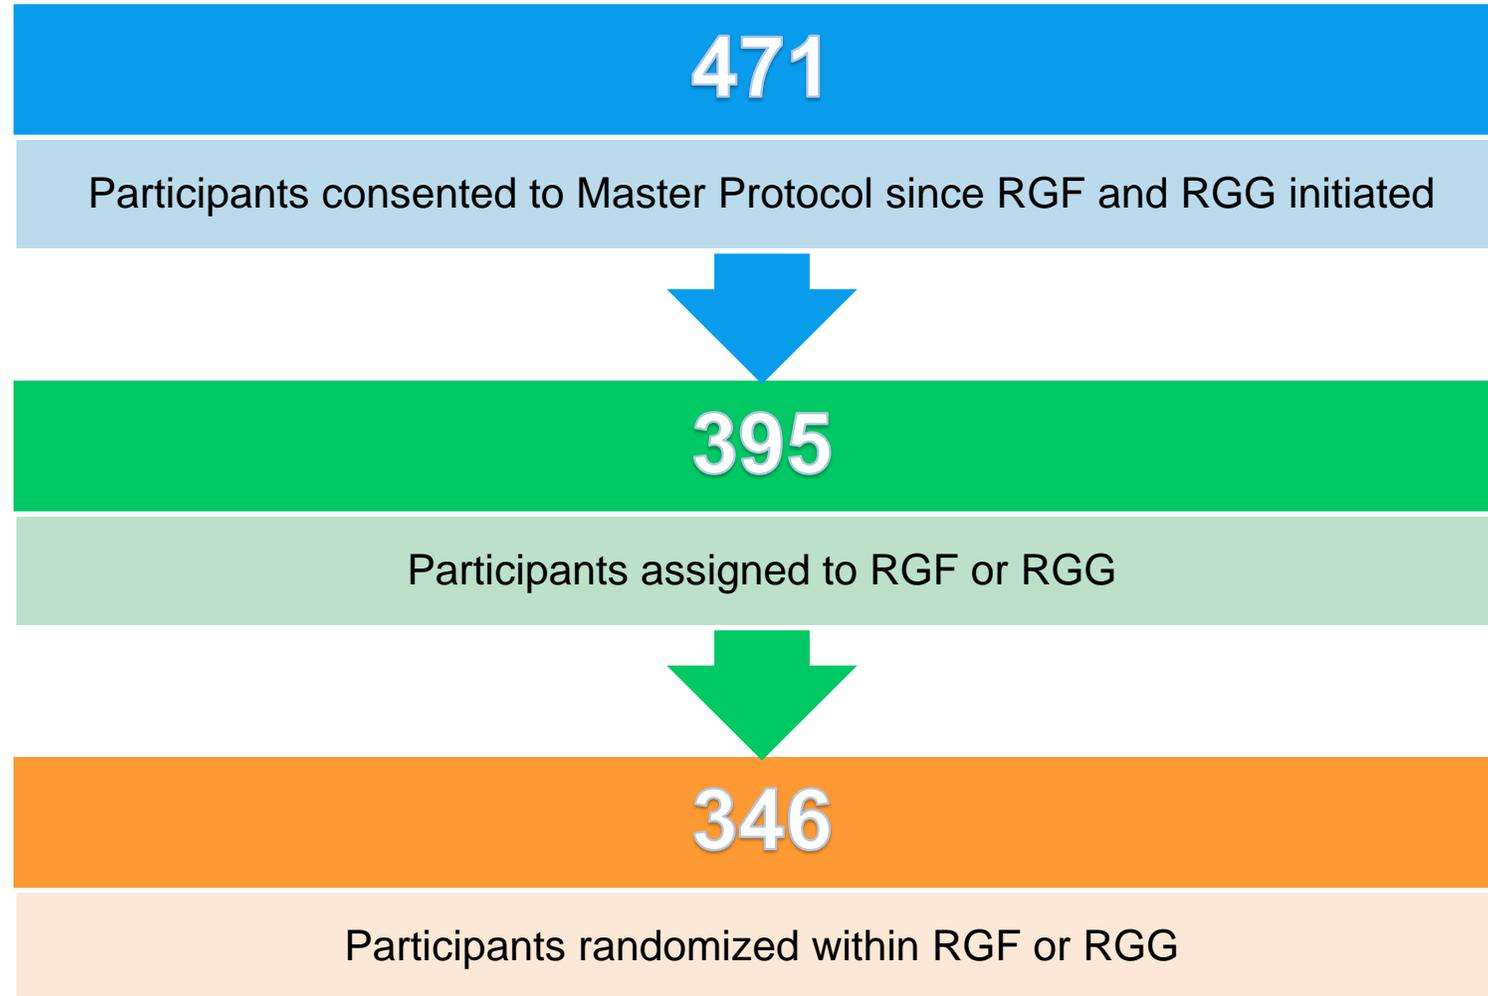 471
Participants consented to Master Protocol since RGF and RGG initiated
395
Participants assigned to RGF or RGG
346
Participants randomized within RGF or RGG